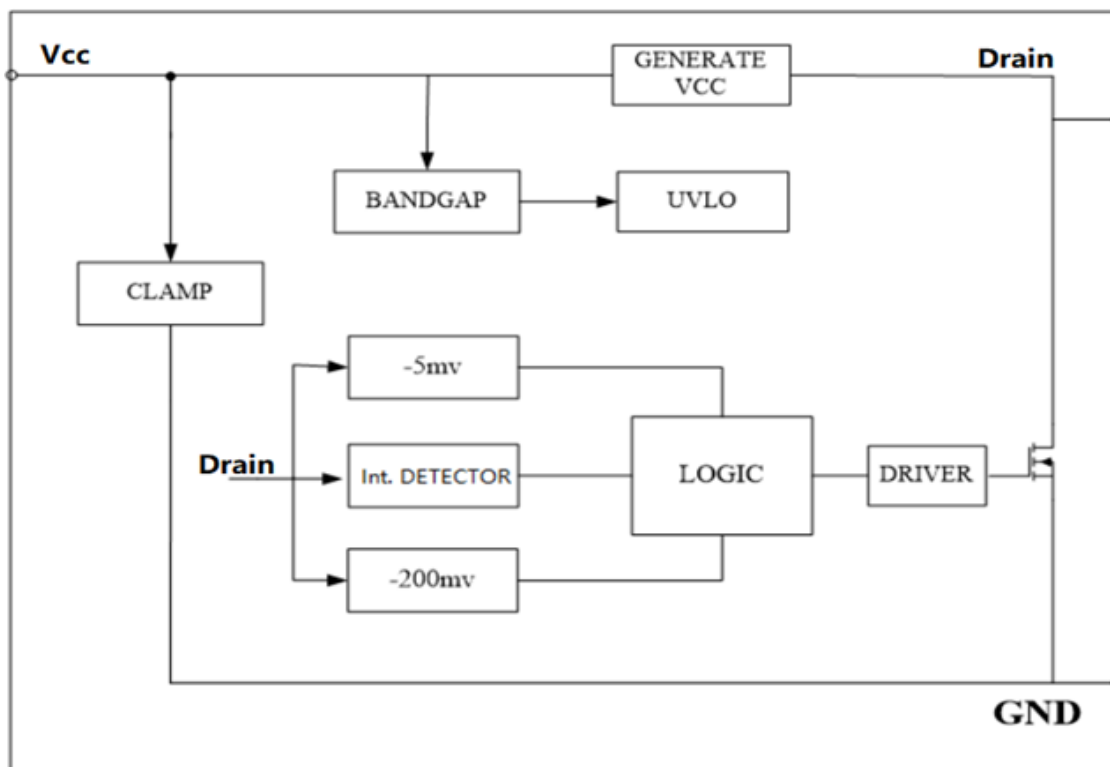 Vcc
GENERATE
VCC
Drain
BANDGAP
UVLO
CLAMP
-5mv
Drain
Int. DETECTOR
LOGIC
DRIVER
-200mv
GND